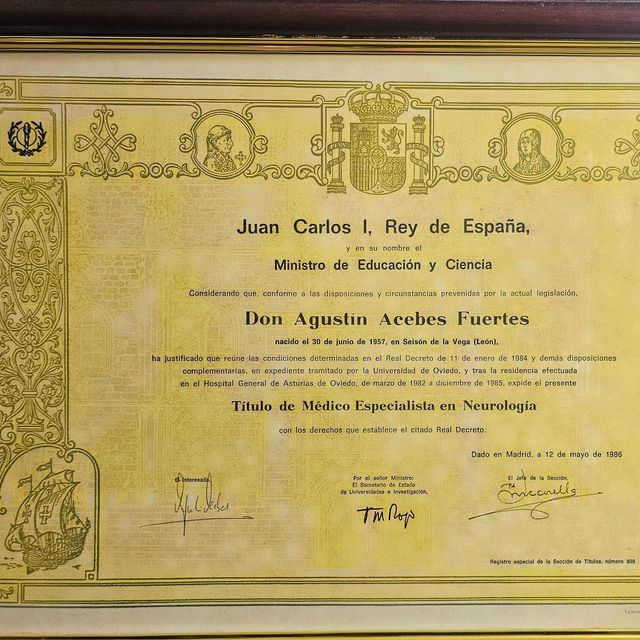 Juan Carlos I, Rey de España,
y en su nombre el
Ministro de Educación y Ciencia
Considerando que, conforme a las disposiciones y circunstancias prevenidas por la actual legislación,
Don Agustín Acebes Fuertes
nacido el 30 de junio de 1957, en Seisón de la Vega (León),
ha justificado que reúne las condiciones determinadas en el Real Decreto de 11 de enero de 1984 y demás disposiciones
complementarias, en expediente tramitado por la Universidad de Oviedo, y tras la residencia efectuada
en el Hospital General de Asturias de Oviedo, de marzo de 1982 a diciembre de 1985, expide el presente
Título de Médico Especialista en Neurología
con los derechos que establece el citado Real Decreto.
Dado en Madrid, a 12 de mayo de 1986
El Interesado,
Por el señor Ministro:
El Secretario de Estado
de Universidades e Investigación,
El Jefe de la Sección,
Registro especial de la Sección de Títulos, número 809